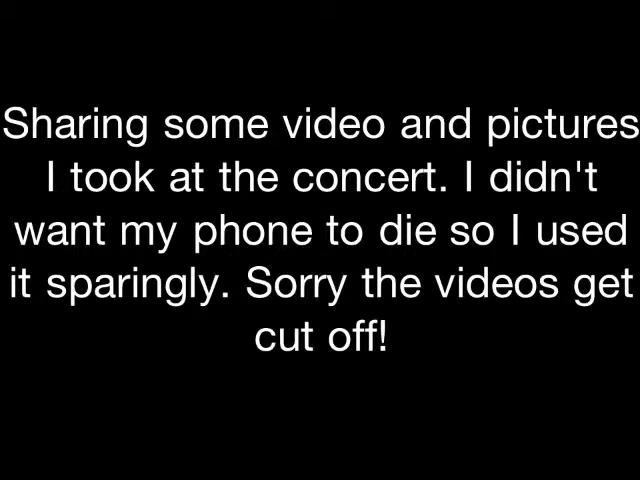 Sharing some video and pictures
I took at the concert. I didn't
want my phone to die so I used
it sparingly. Sorry the videos get
cut off!